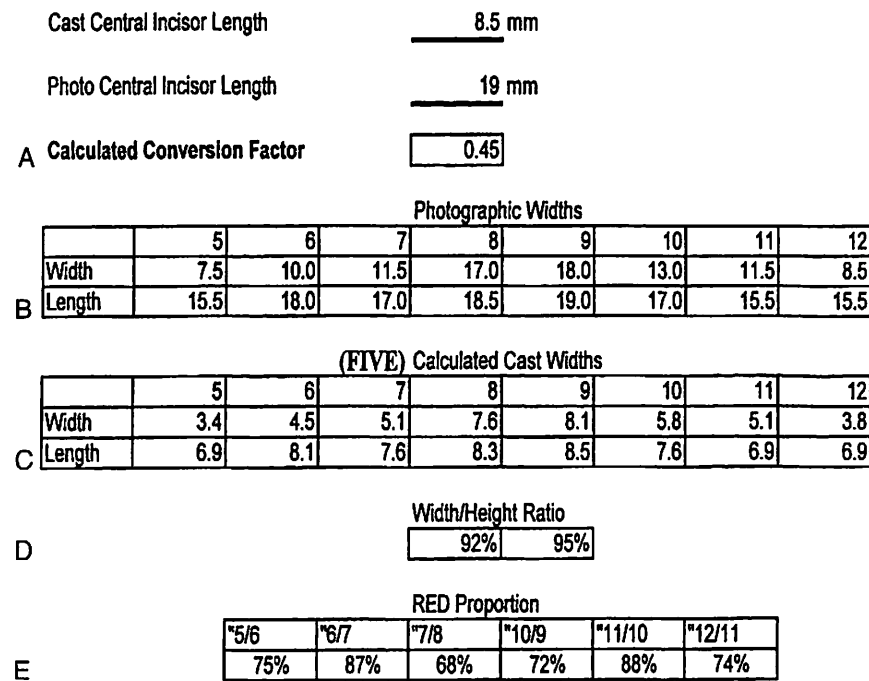 Cast Central Incisor Length 8.5 mm
Photo Central Incisor Length 19 mm
A Calculated Conversion Factor 0.45
Photographic Widths
5 6 7 8 9 10 11 12
Width 7.5 10.0 11.5 17.0 18.0 13.0 11.5 8.5
B Length 15.5 18.0 17.0 18.5 19.0 17.0 15.5 15.5
(FIVE) Calculated Cast Widths
5 6 7 8 9 10 11 12
Width 3.4 4.5 5.1 7.6 8.1 5.8 5.1 3.8
C Length 6.9 8.1 7.6 8.3 8.5 7.6 6.9 6.9
Width/Height Ratio
D 92% 95%
RED Proportion
"5/6 "6/7 "7/8 "10/9 "11/10 "12/11
E 75% 87% 68% 72% 88% 74%